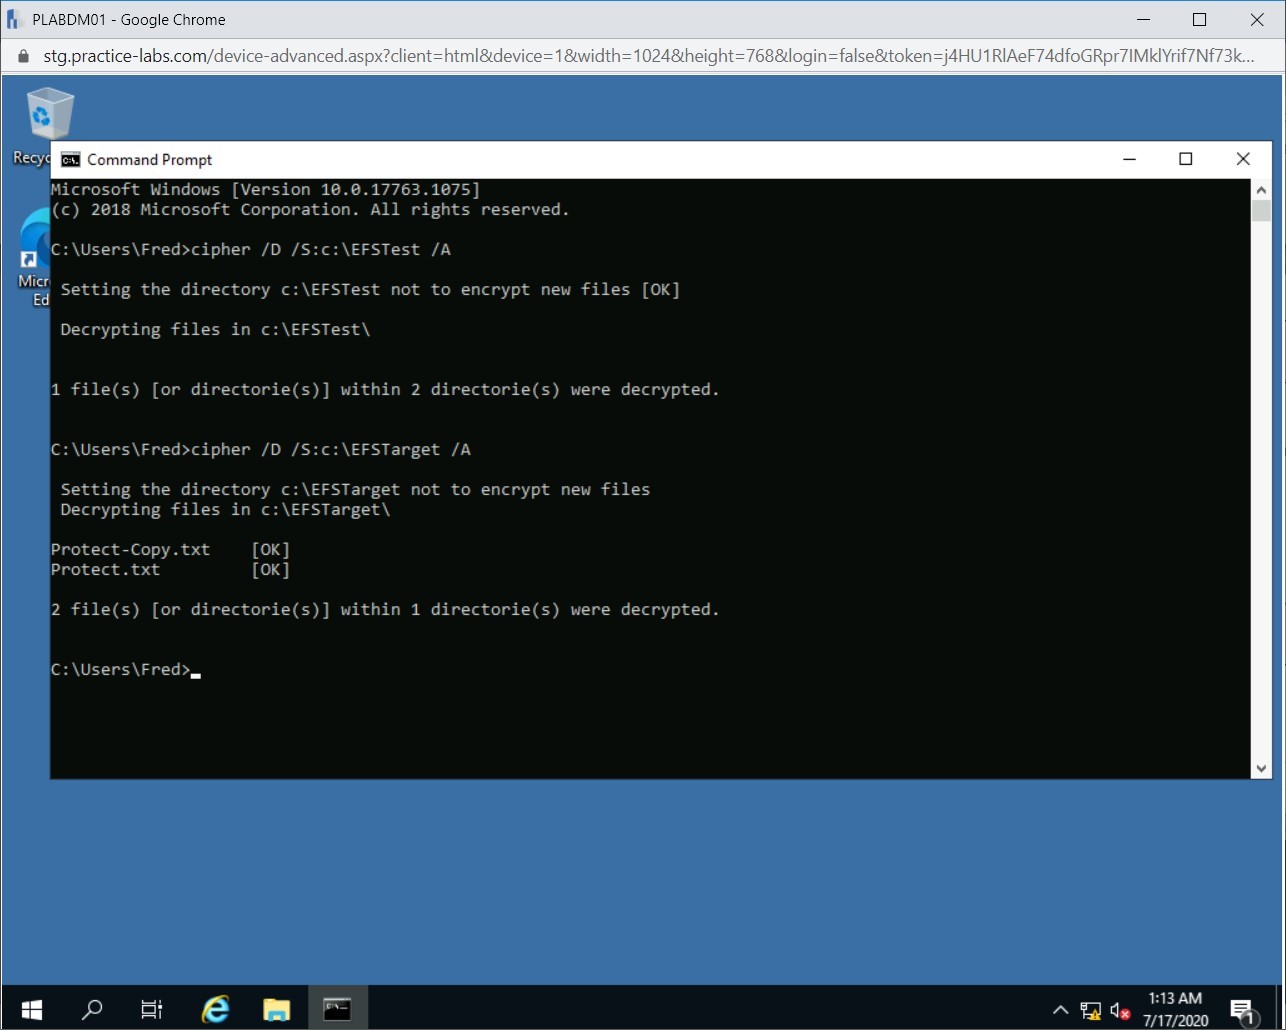 PLABDM01 - Google Chrome
stg.practice-labs.com/device-advanced.aspx?client=html&device=1&width=1024&height=768&login=false&token=j4HU1RlAeF74dfoGRpr7IMklYrif7Nf73k...
Recyc
Command Prompt
Microsoft Windows [Version 10.0.17763.1075]
(c) 2018 Microsoft Corporation. All rights reserved.
C:\Users\Fred>cipher /D /S:c:\EFSTest /A
Micr
Ed
Setting the directory c:\EFSTest not to encrypt new files [OK]
Decrypting files in c:\EFSTest\
1 file(s) [or directorie(s)] within 2 directorie(s) were decrypted.
C:\Users\Fred>cipher /D /S:c:\EFSTarget /A
Setting the directory c:\EFSTarget not to encrypt new files
Decrypting files in c:\EFSTarget\
Protect-Copy.txt [OK]
Protect.txt [OK]
2 file(s) [or directorie(s)] within 1 directorie(s) were decrypted.
C:\Users\Fred>
1:13 AM
7/17/2020
1